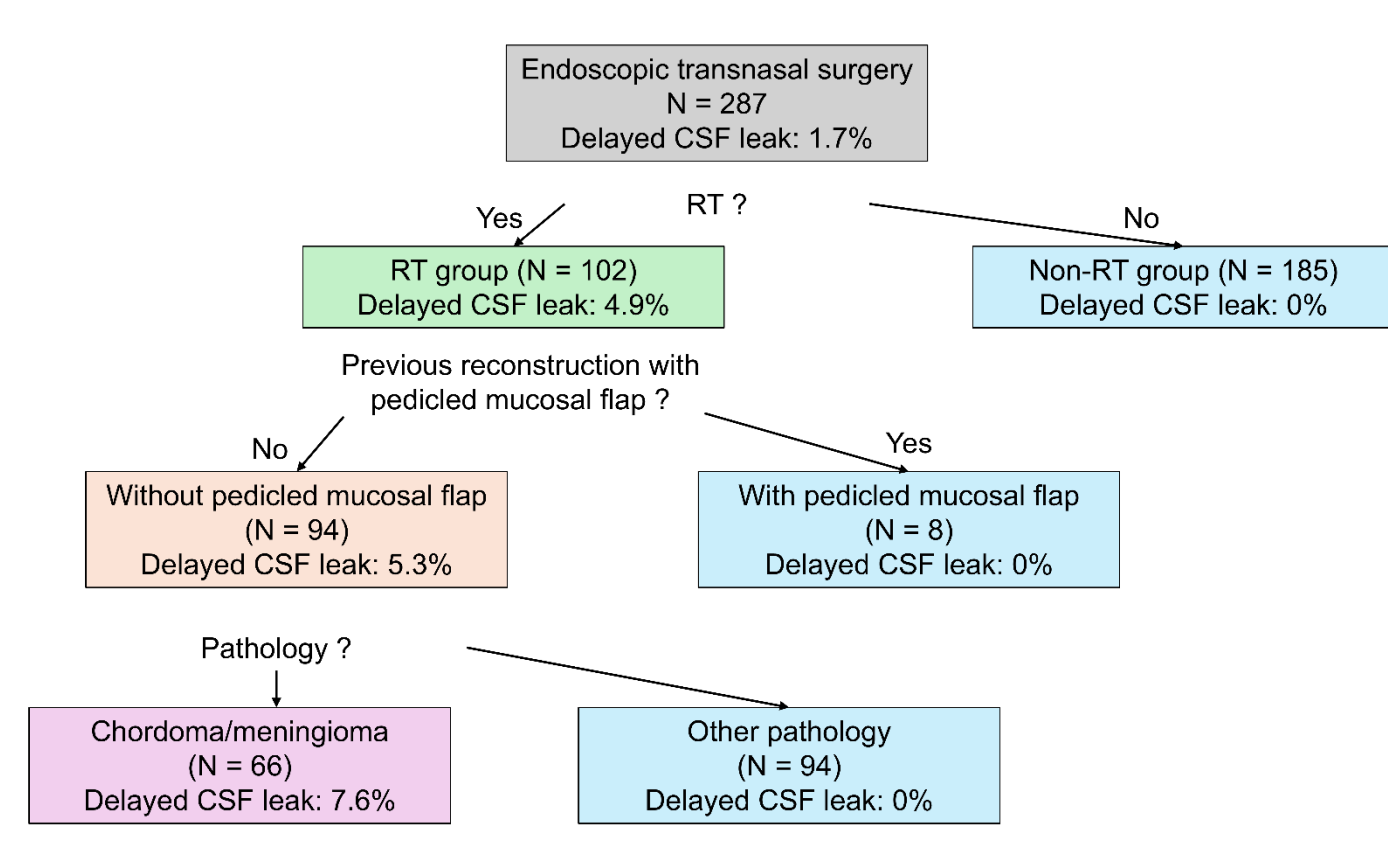 Endoscopic transnasal surgery
N = 287
Delayed CSF leak: 1.7%
RT ?
Yes
No
RT group (N = 102)
Delayed CSF leak: 4.9%
Non-RT group (N = 185)
Delayed CSF leak: 0%
Previous reconstruction with
pedicled mucosal flap ?
No
Yes
Without pedicled mucosal flap
(N = 94)
Delayed CSF leak: 5.3%
With pedicled mucosal flap
(N = 8)
Delayed CSF leak: 0%
Pathology ?
Chordoma/meningioma
(N = 66)
Delayed CSF leak: 7.6%
Other pathology
(N = 94)
Delayed CSF leak: 0%